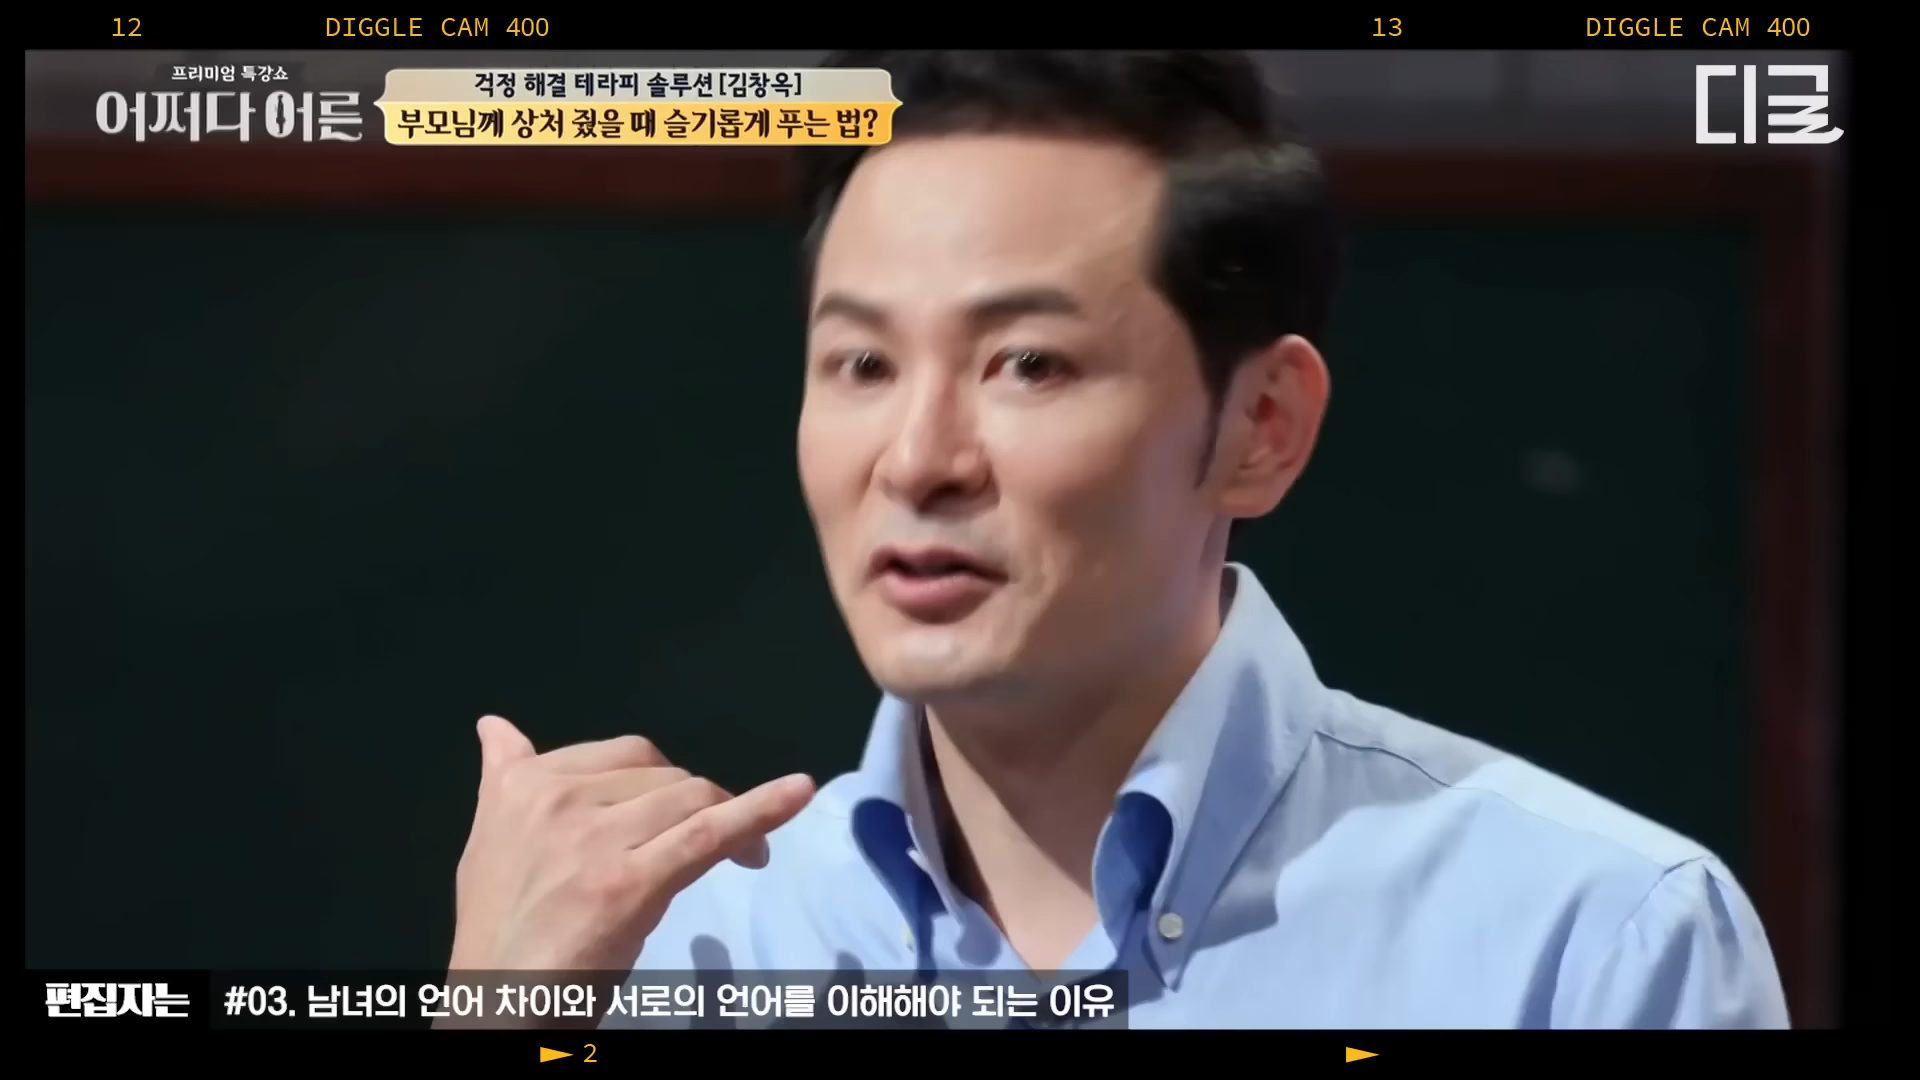 12 DIGGLE CAM 400 13 DIGGLE CAM 400
프리미엄 특강쇼
어쩌다 어른
걱정 해결 테라피 솔루션[김창옥]
부모님께 상처 줬을 때 슬기롭게 푸는 법?
디글
편집자는 #03. 남녀의 언어 차이와 서로의 언어를 이해해야 되는 이유
2